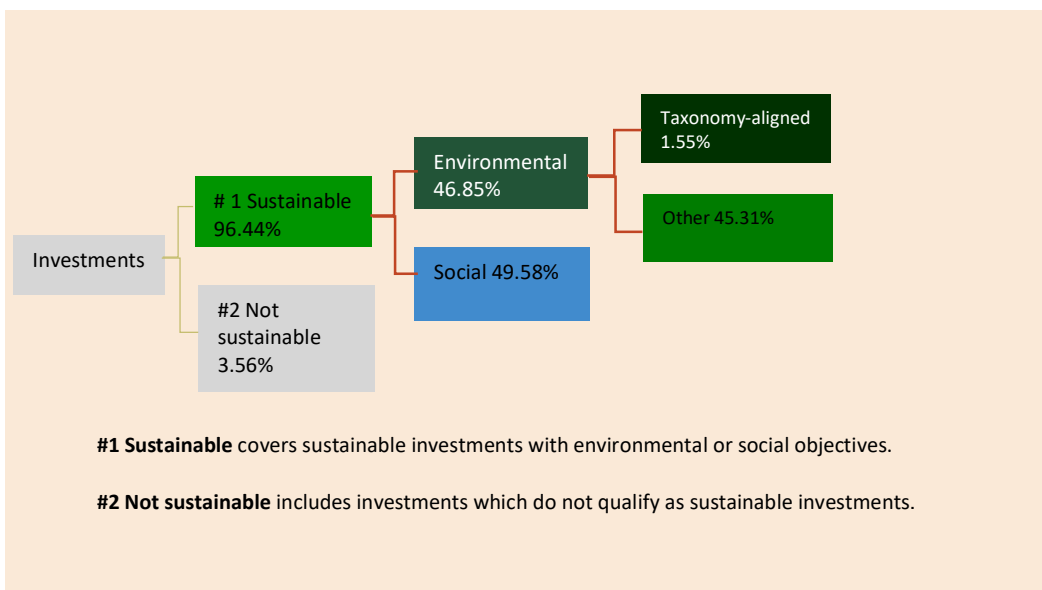 Investments
# 1 Sustainable
96.44%
#2 Not
sustainable
3.56%
Environmental
46.85%
Social 49.58%
Taxonomy-aligned
1.55%
Other 45.31%
#1 Sustainable covers sustainable investments with environmental or social objectives.
#2 Not sustainable includes investments which do not qualify as sustainable investments.